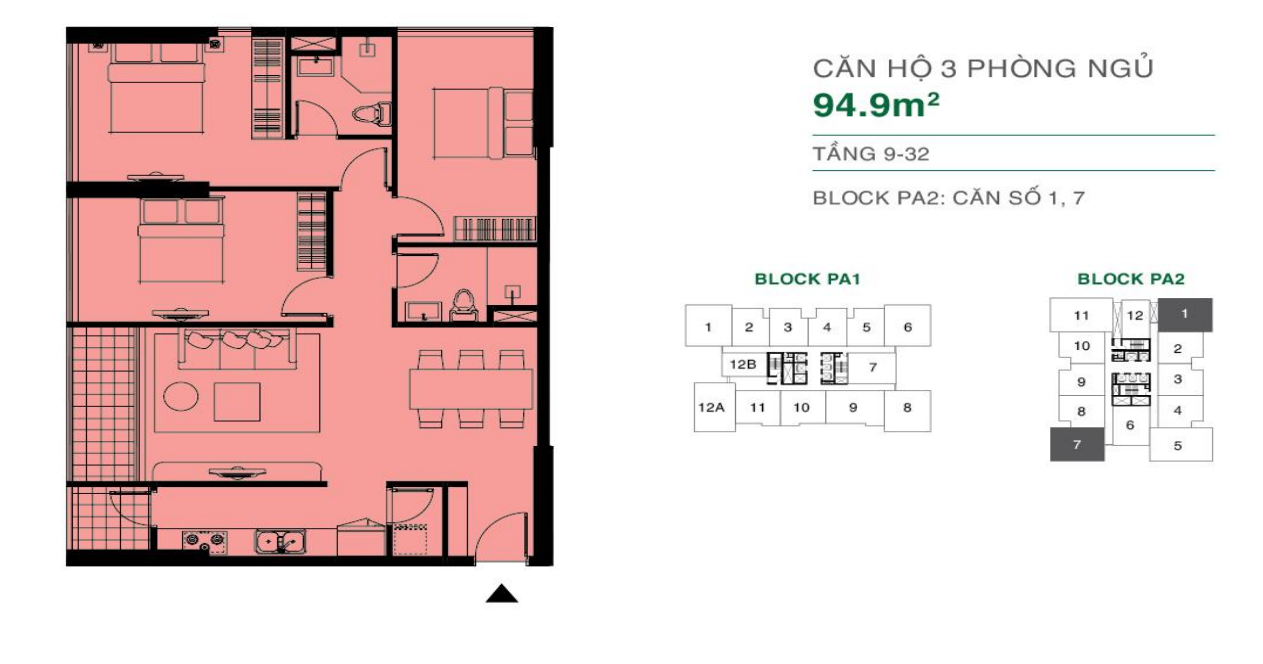 CĂN HỘ 3 PHÒNG NGỦ
94.9m²
TẦNG 9-32
BLOCK PA2: CĂN SỐ 1, 7
BLOCK PA1
1 2 3 4 5 6
12B 7
12A 11 10 9 8
BLOCK PA2
11 12 1
10 2
9 3
8 4
6
7 5